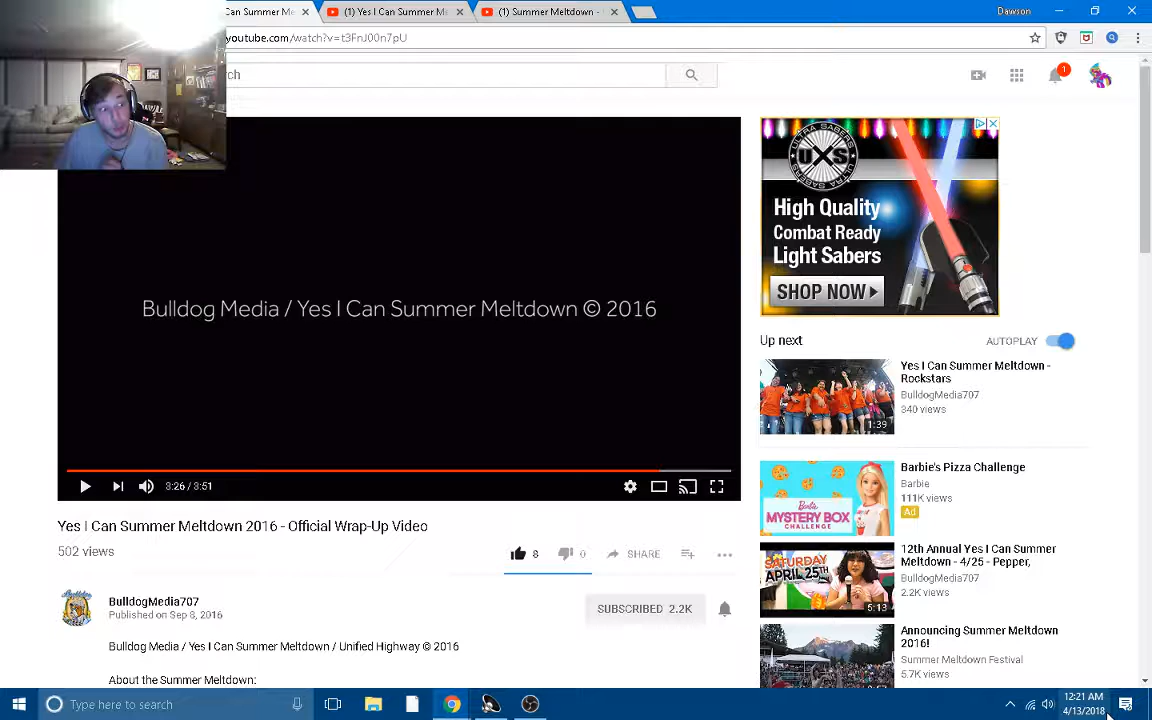 Can Summer Me
(1) Yes I Can Summer M
(1) Summer Meltdown -
Dawson
youtube.com/watch?v=t3FnJ00n7pU
ch
1
UXS
ULTRA SABERS
High Quality
Combat Ready
Light Sabers
SHOP NOW
Bulldog Media / Yes I Can Summer Meltdown © 2016
3:26 / 3:51
Up next
AUTOPLAY
Yes I Can Summer Meltdown -
Rockstars
BulldogMedia707
340 views
1:39
Barbie's Pizza Challenge
Barbie
111K views
Ad
Barbie
MYSTERY BOX
CHALLENGE
12th Annual Yes I Can Summer
Meltdown - 4/25 - Pepper,
BulldogMedia707
2.2K views
SATURDAY
APRIL 25TH
5:13
Announcing Summer Meltdown
2016!
Summer Meltdown Festival
5.7K views
Yes I Can Summer Meltdown 2016 - Official Wrap-Up Video
502 views
8
0
SHARE
BulldogMedia707
Published on Sep 8, 2016
SUBSCRIBED 2.2K
Bulldog Media / Yes I Can Summer Meltdown / Unified Highway © 2016
About the Summer Meltdown:
Type here to search
12:21 AM
4/13/2018